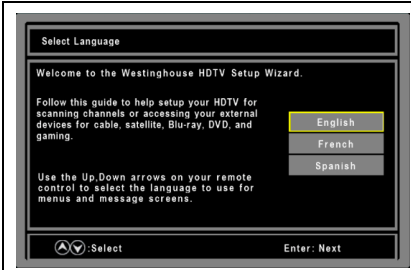 Select Language
Welcome to the Westinghouse HDTV Setup Wizard.
Follow this guide to help setup your HDTV for
scanning channels or accessing your external
devices for cable, satellite, Blu-ray, DVD, and
gaming.
English
French
Spanish
Use the Up,Down arrows on your remote
control to select the language to use for
menus and message screens.
:Select
Enter: Next